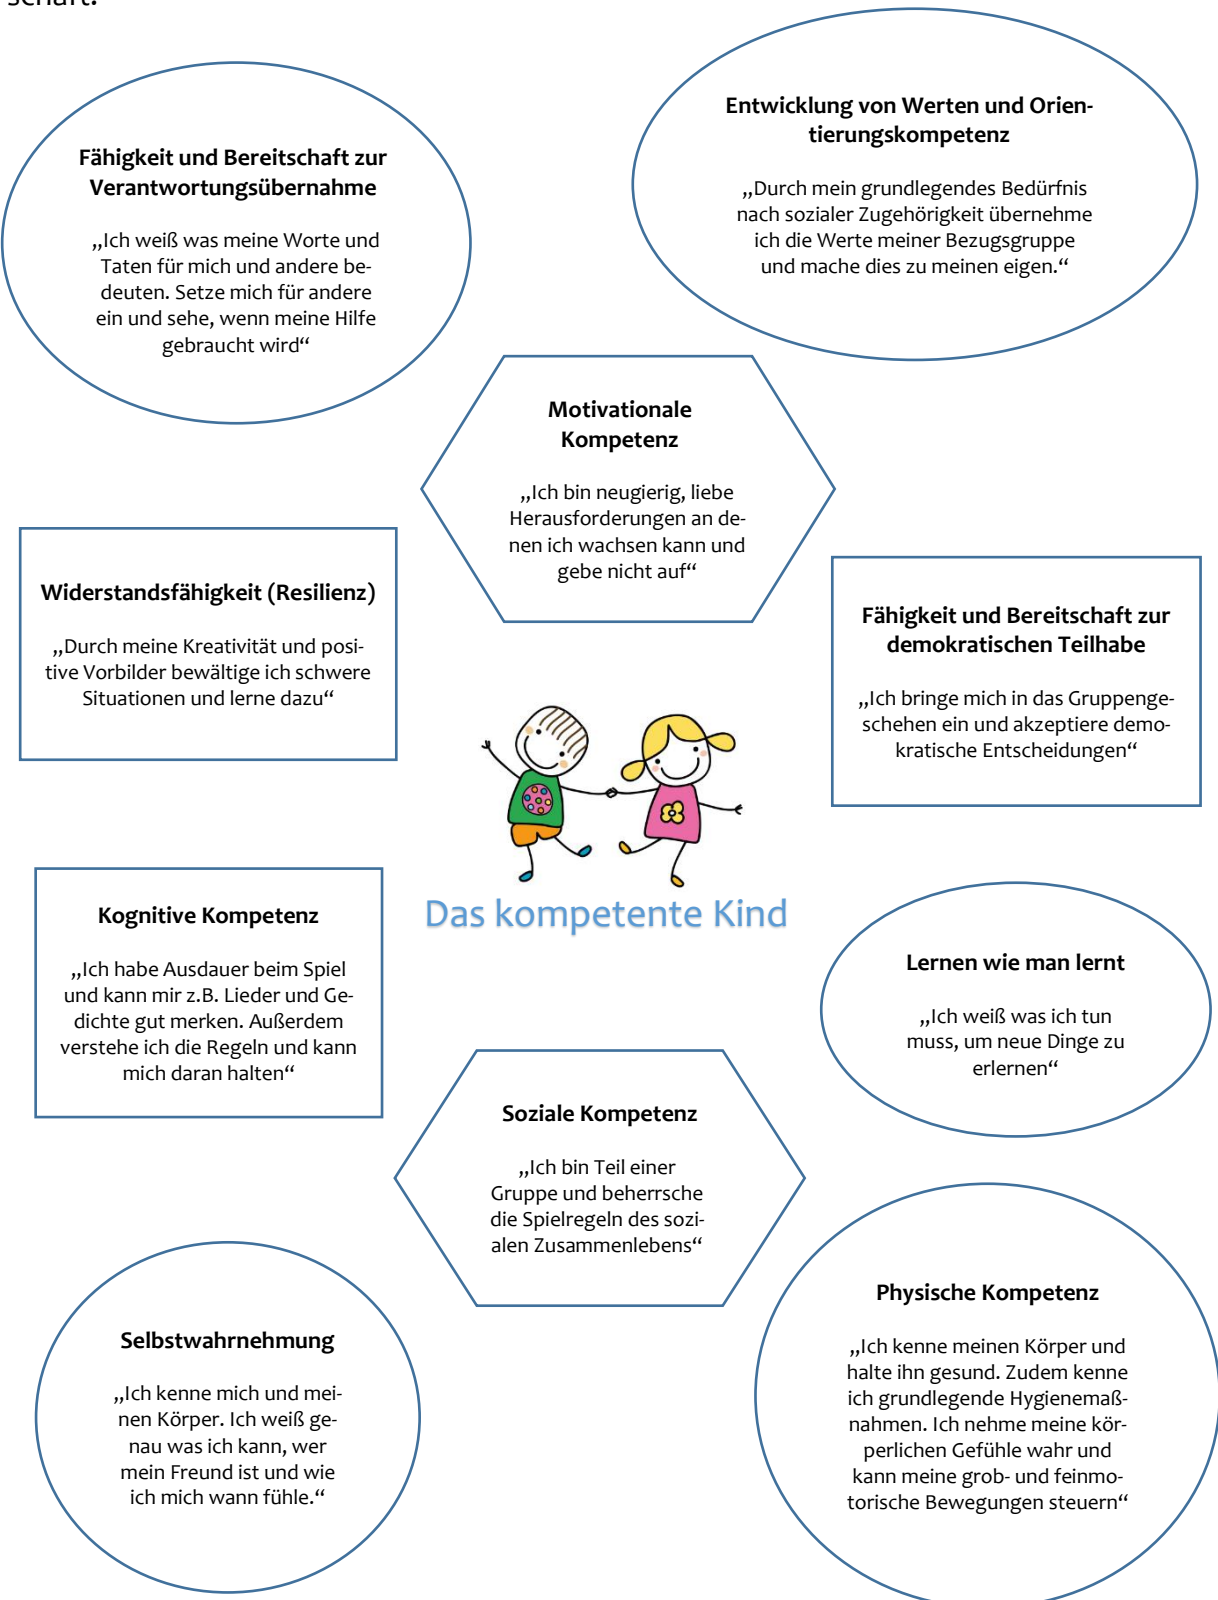 schaft.
Entwicklung von Werten und Orien-
tierungskompetenz
„Durch mein grundlegendes Bedürfnis
nach sozialer Zugehörigkeit übernehme
ich die Werte meiner Bezugsgruppe
und mache dies zu meinen eigen.“
Fähigkeit und Bereitschaft zur
Verantwortungsübernahme
„Ich weiß was meine Worte und
Taten für mich und andere be-
deuten. Setze mich für andere
ein und sehe, wenn meine Hilfe
gebraucht wird“
Motivationale
Kompetenz
„Ich bin neugierig, liebe
Herausforderungen an de-
nen ich wachsen kann und
gebe nicht auf“
Widerstandsfähigkeit (Resilienz)
„Durch meine Kreativität und posi-
tive Vorbilder bewältige ich schwere
Situationen und lerne dazu“
Fähigkeit und Bereitschaft zur
demokratischen Teilhabe
„Ich bringe mich in das Gruppenge-
schehen ein und akzeptiere demo-
kratische Entscheidungen“
Das kompetente Kind
Kognitive Kompetenz
„Ich habe Ausdauer beim Spiel
und kann mir z.B. Lieder und Ge-
dichte gut merken. Außerdem
verstehe ich die Regeln und kann
mich daran halten“
Lernen wie man lernt
„Ich weiß was ich tun
muss, um neue Dinge zu
erlernen“
Soziale Kompetenz
„Ich bin Teil einer
Gruppe und beherrsche
die Spielregeln des sozi-
alen Zusammenlebens“
Selbstwahrnehmung
„Ich kenne mich und mei-
nen Körper. Ich weiß ge-
nau was ich kann, wer
mein Freund ist und wie
ich mich wann fühle.“
Physische Kompetenz
„Ich kenne meinen Körper und
halte ihn gesund. Zudem kenne
ich grundlegende Hygienemaß-
nahmen. Ich nehme meine kör-
perlichen Gefühle wahr und
kann meine grob- und feinmo-
torische Bewegungen steuern“